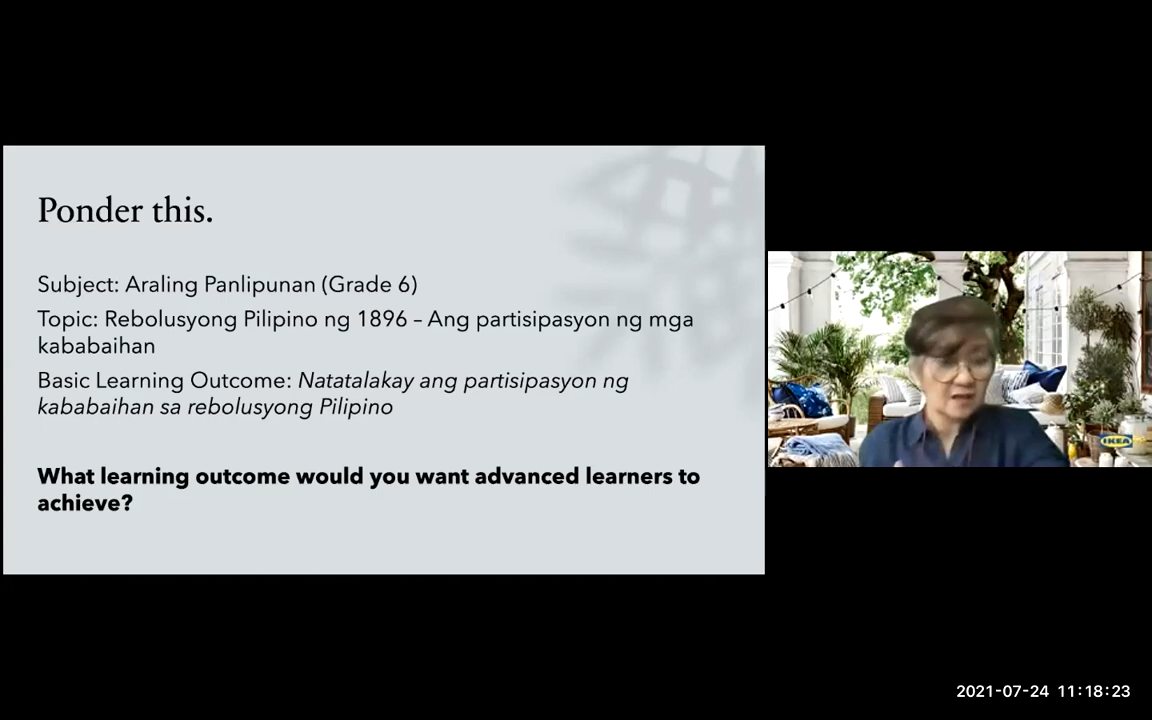 Ponder this.
Subject: Araling Panlipunan (Grade 6)
Topic: Rebolusyong Pilipino ng 1896 – Ang partisipasyon ng mga
kababaihan
Basic Learning Outcome: Natatalakay ang partisipasyon ng
kababaihan sa rebolusyong Pilipino
What learning outcome would you want advanced learners to
achieve?
IKEA
2021-07-24 11:18:23